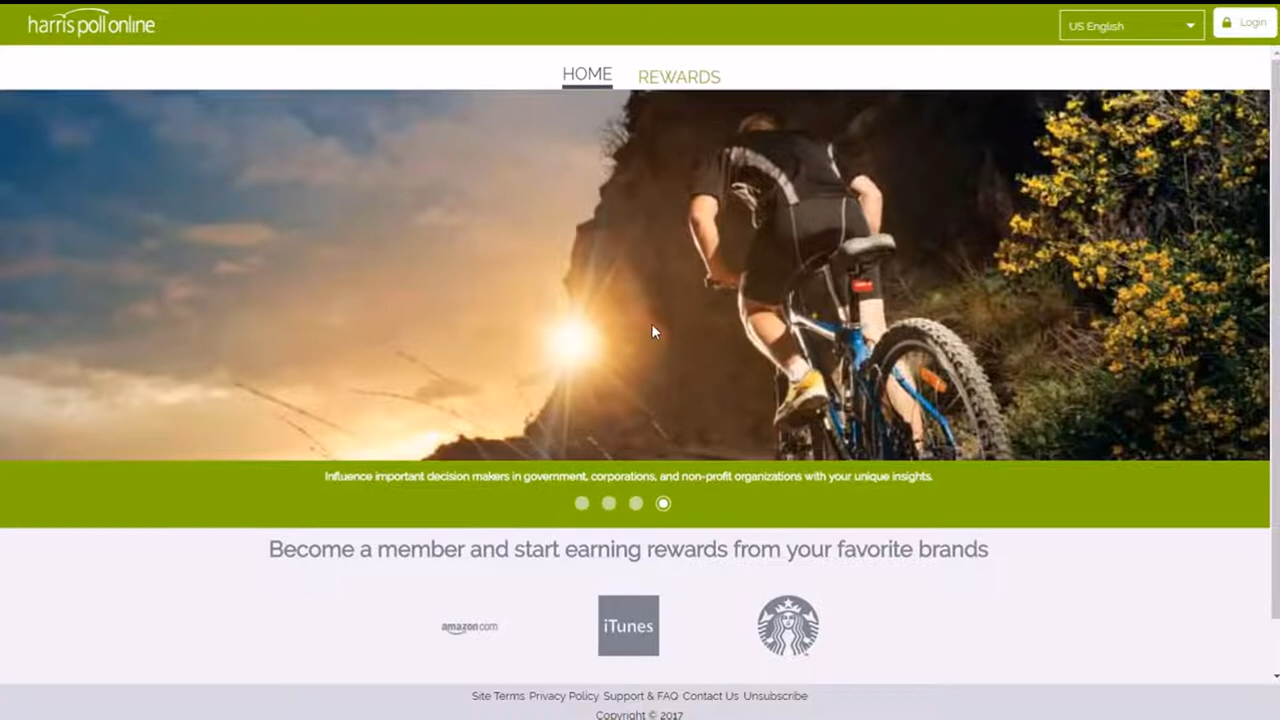 harris poll online
US English
Login
HOME
REWARDS
Influence important decision makers in government, corporations, and non-profit organizations with your unique insights.
Become a member and start earning rewards from your favorite brands
amazon.com
iTunes
Site Terms Privacy Policy Support & FAQ Contact Us Unsubscribe
Copyright © 2017